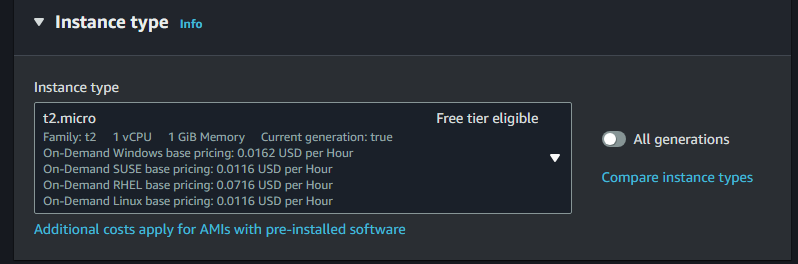 Instance type Info
Instance type
t2.micro Free tier eligible
Family: t2 1 vCPU 1 GiB Memory Current generation: true
On-Demand Windows base pricing: 0.0162 USD per Hour
On-Demand SUSE base pricing: 0.0116 USD per Hour
On-Demand RHEL base pricing: 0.0716 USD per Hour
On-Demand Linux base pricing: 0.0116 USD per Hour
All generations
Compare instance types
Additional costs apply for AMIs with pre-installed software